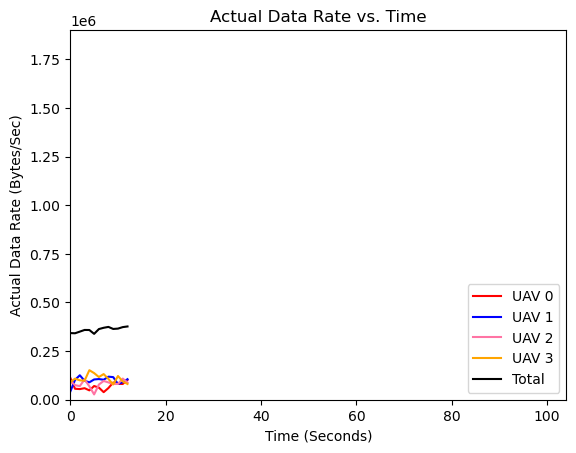 Actual Data Rate vs. Time
1e6
Actual Data Rate (Bytes/Sec)
1.75
1.50
1.25
1.00
0.75
0.50
0.25
0.00
0 20 40 60 80 100
Time (Seconds)
UAV 0
UAV 1
UAV 2
UAV 3
Total